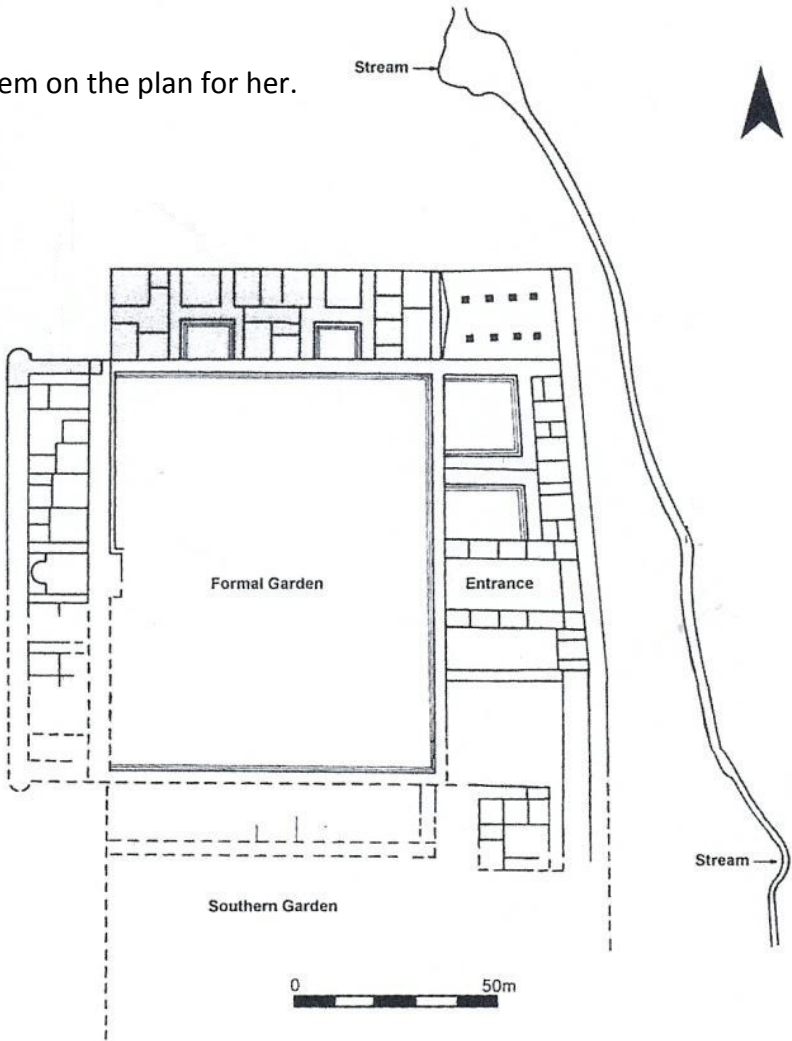 Stream
em on the plan for her.
Formal Garden
Entrance
Stream
Southern Garden
0 50m